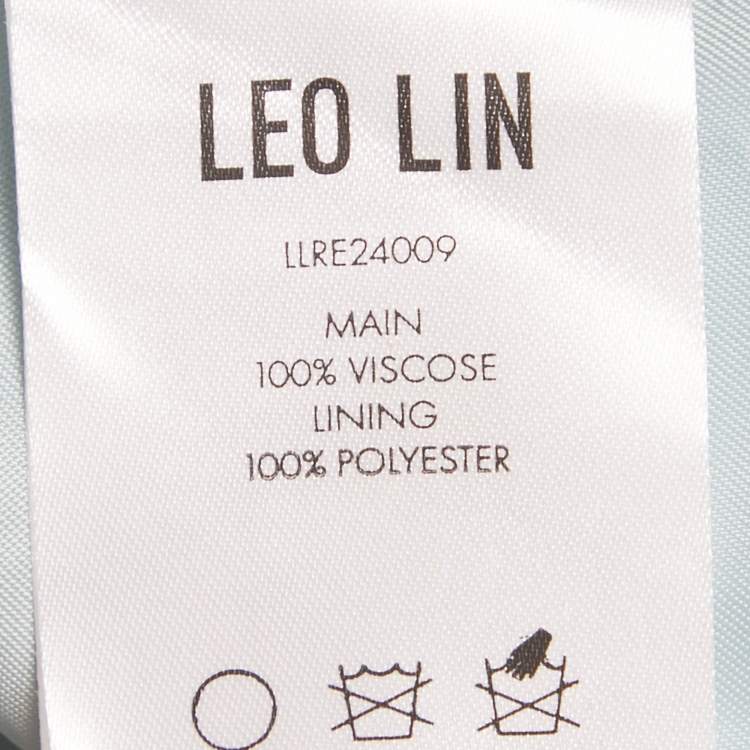 LEO LIN
LLRE24009
MAIN
100% VISCOSE
LINING
100% POLYESTER